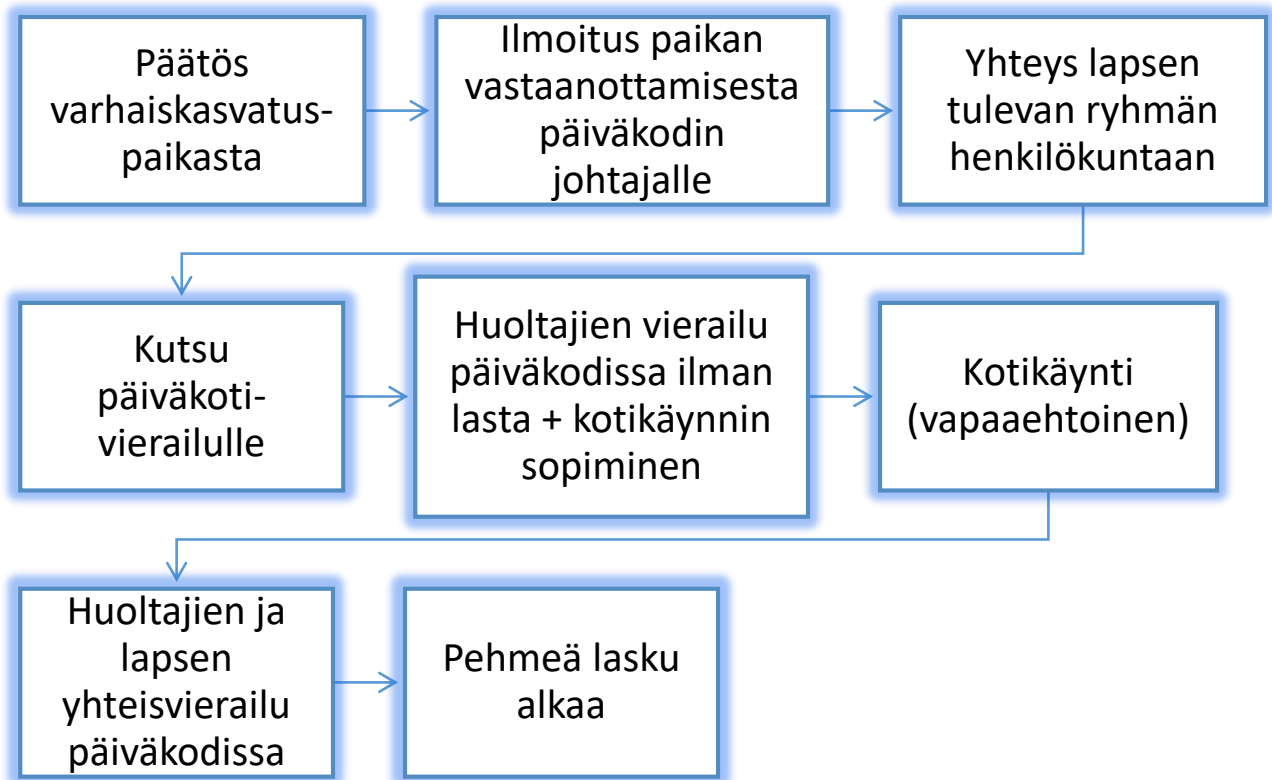 Päätös
varhaiskasvatus-
paikasta
Ilmoitus paikan
vastaanottamisesta
päiväkodin
johtajalle
Yhteys lapsen
tulevan ryhmän
henkilökuntaan
Kutsu
päiväkoti-
vierailulle
Huoltajien vierailu
päiväkodissa ilman
lasta + kotikäynnin
sopiminen
Kotikäynti
(vapaaehtoinen)
Huoltajien ja
lapsen
yhteisvierailu
päiväkodissa
Pehmeä lasku
alkaa